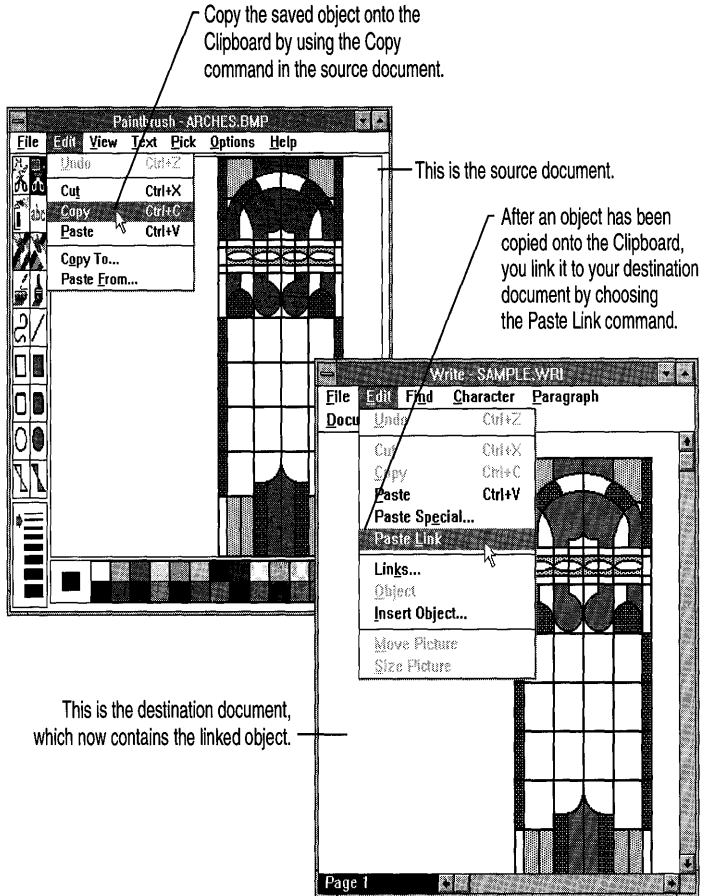 Copy the saved object onto the
Clipboard by using the Copy
command in the source document.
Paintbrush - ARCHES.BMP
File Edit View Text Pick Options Help
Undo Ctrl+Z
Cut Ctrl+X
Copy Ctrl+C
Paste Ctrl+V
Copy To...
Paste From...
abc
This is the source document.
After an object has been
copied onto the Clipboard,
you link it to your destination
document by choosing
the Paste Link command.
Write - SAMPLE.WRI
File Edit Find Character Paragraph
Docu
Undo Ctrl+Z
Cut Ctrl+X
Copy Ctrl+C
Paste Ctrl+V
Paste Special...
Paste Link
Links...
Object
Insert Object...
Move Picture
Size Picture
This is the destination document,
which now contains the linked object.
Page 1